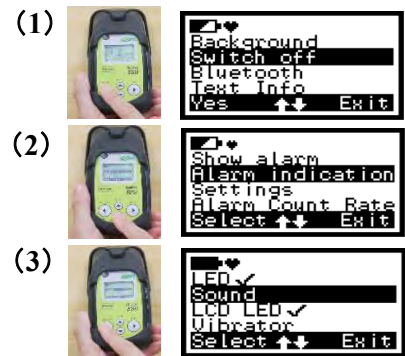 (1)
Background
Switch off
Bluetooth
Text Info
Yes Exit
(2)
Show alarm
Alarm indication
Settings
Alarm Count Rate
Select Exit
(3)
LED ✓
Sound
LCD LED ✓
Vibrator
Select Exit